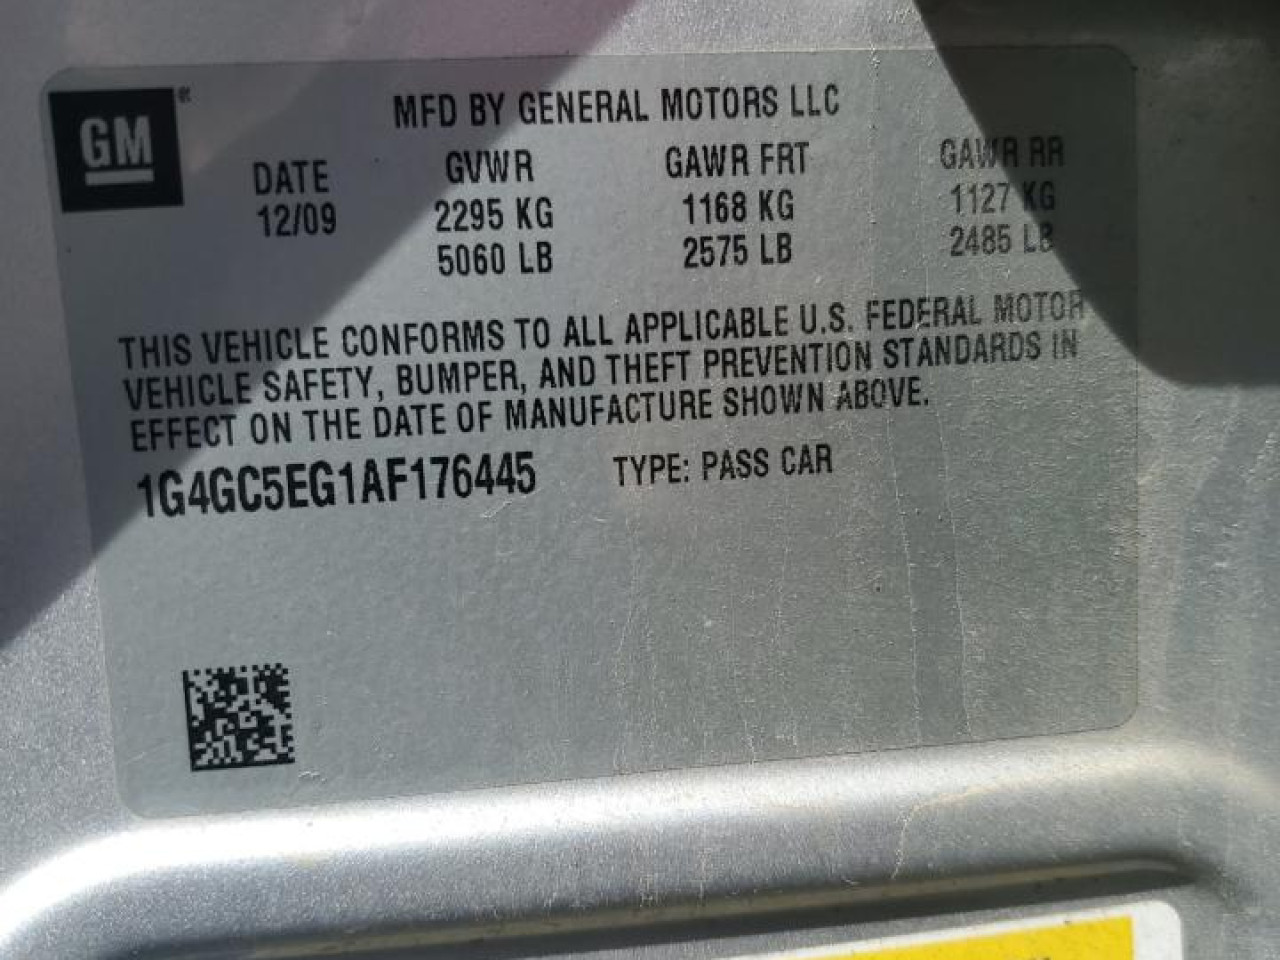 GM
MFD BY GENERAL MOTORS LLC
DATE GVWR GAWR FRT GAWR RR
12/09 2295 KG 1168 KG 1127 KG
5060 LB 2575 LB 2485 LB
THIS VEHICLE CONFORMS TO ALL APPLICABLE U.S. FEDERAL MOTOR
VEHICLE SAFETY, BUMPER, AND THEFT PREVENTION STANDARDS IN
EFFECT ON THE DATE OF MANUFACTURE SHOWN ABOVE.
1G4GC5EG1AF176445 TYPE: PASS CAR